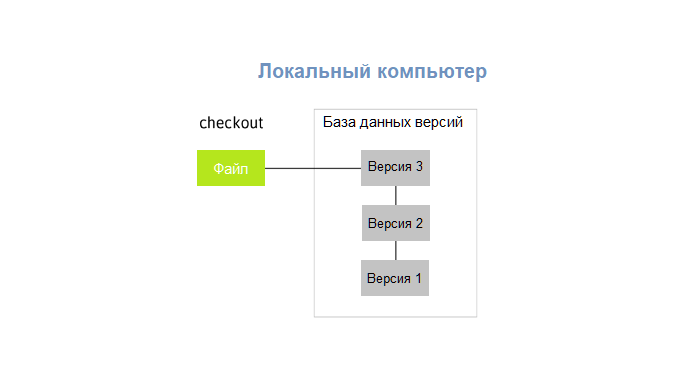 Локальный компьютер
checkout
База данных версий
Файл
Версия 3
Версия 2
Версия 1